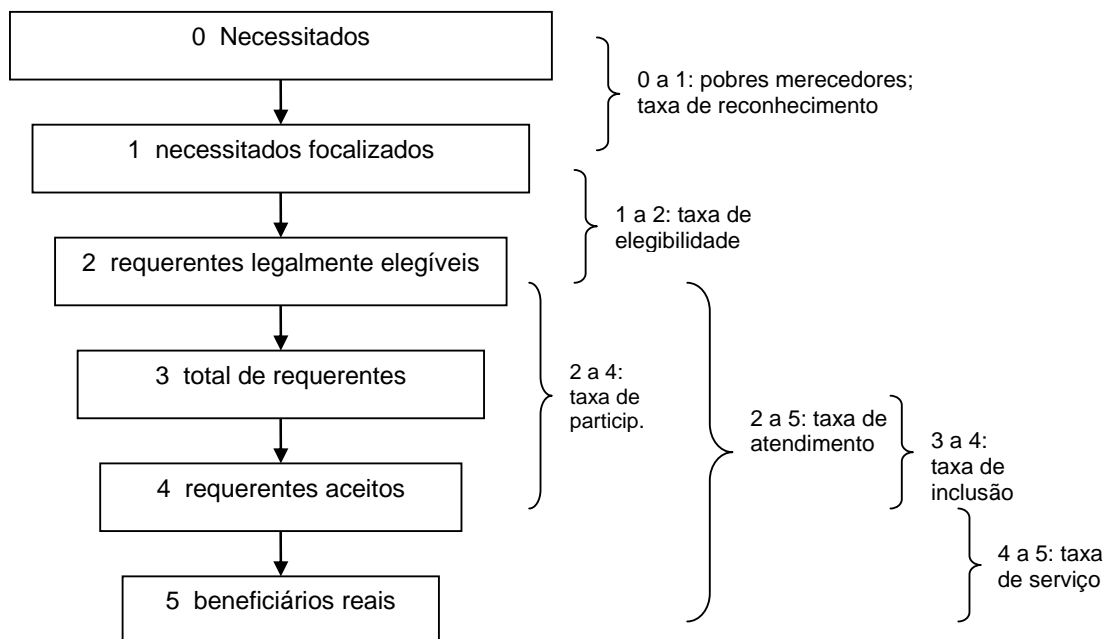 0 Necessitados
0 a 1: pobres merecedores;
taxa de reconhecimento
1 necessitados focalizados
1 a 2: taxa de
elegibilidade
2 requerentes legalmente elegíveis
3 total de requerentes
2 a 4:
taxa de
particip.
2 a 5: taxa de
atendimento
3 a 4:
taxa de
inclusão
4 requerentes aceitos
4 a 5: taxa
de serviço
5 beneficiários reais